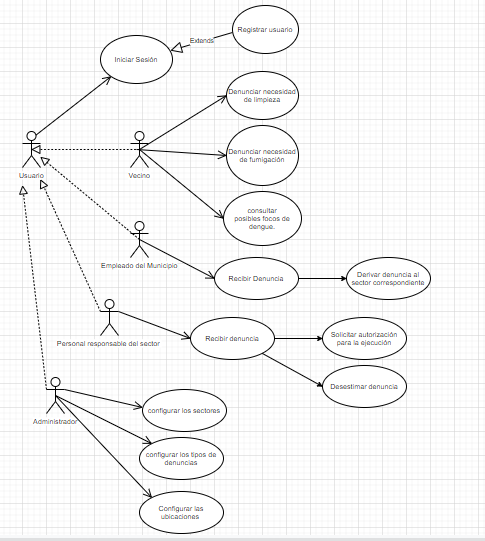 Registrar usuario
Extends
Iniciar Sesión
Denunciar necesidad
de limpieza
Denunciar necesidad
de fumigación
Usuario
Vecino
consultar
posibles focos de
dengue.
Empleado del Municipio
Recibir Denuncia
Derivar denuncia al
sector correspondiente
Personal responsable del sector
Recibir denuncia
Solicitar autorización
para la ejecución
Desestimar denuncia
Administrador
configurar los sectores
configurar los tipos de
denuncias
Configurar las
ubicaciones